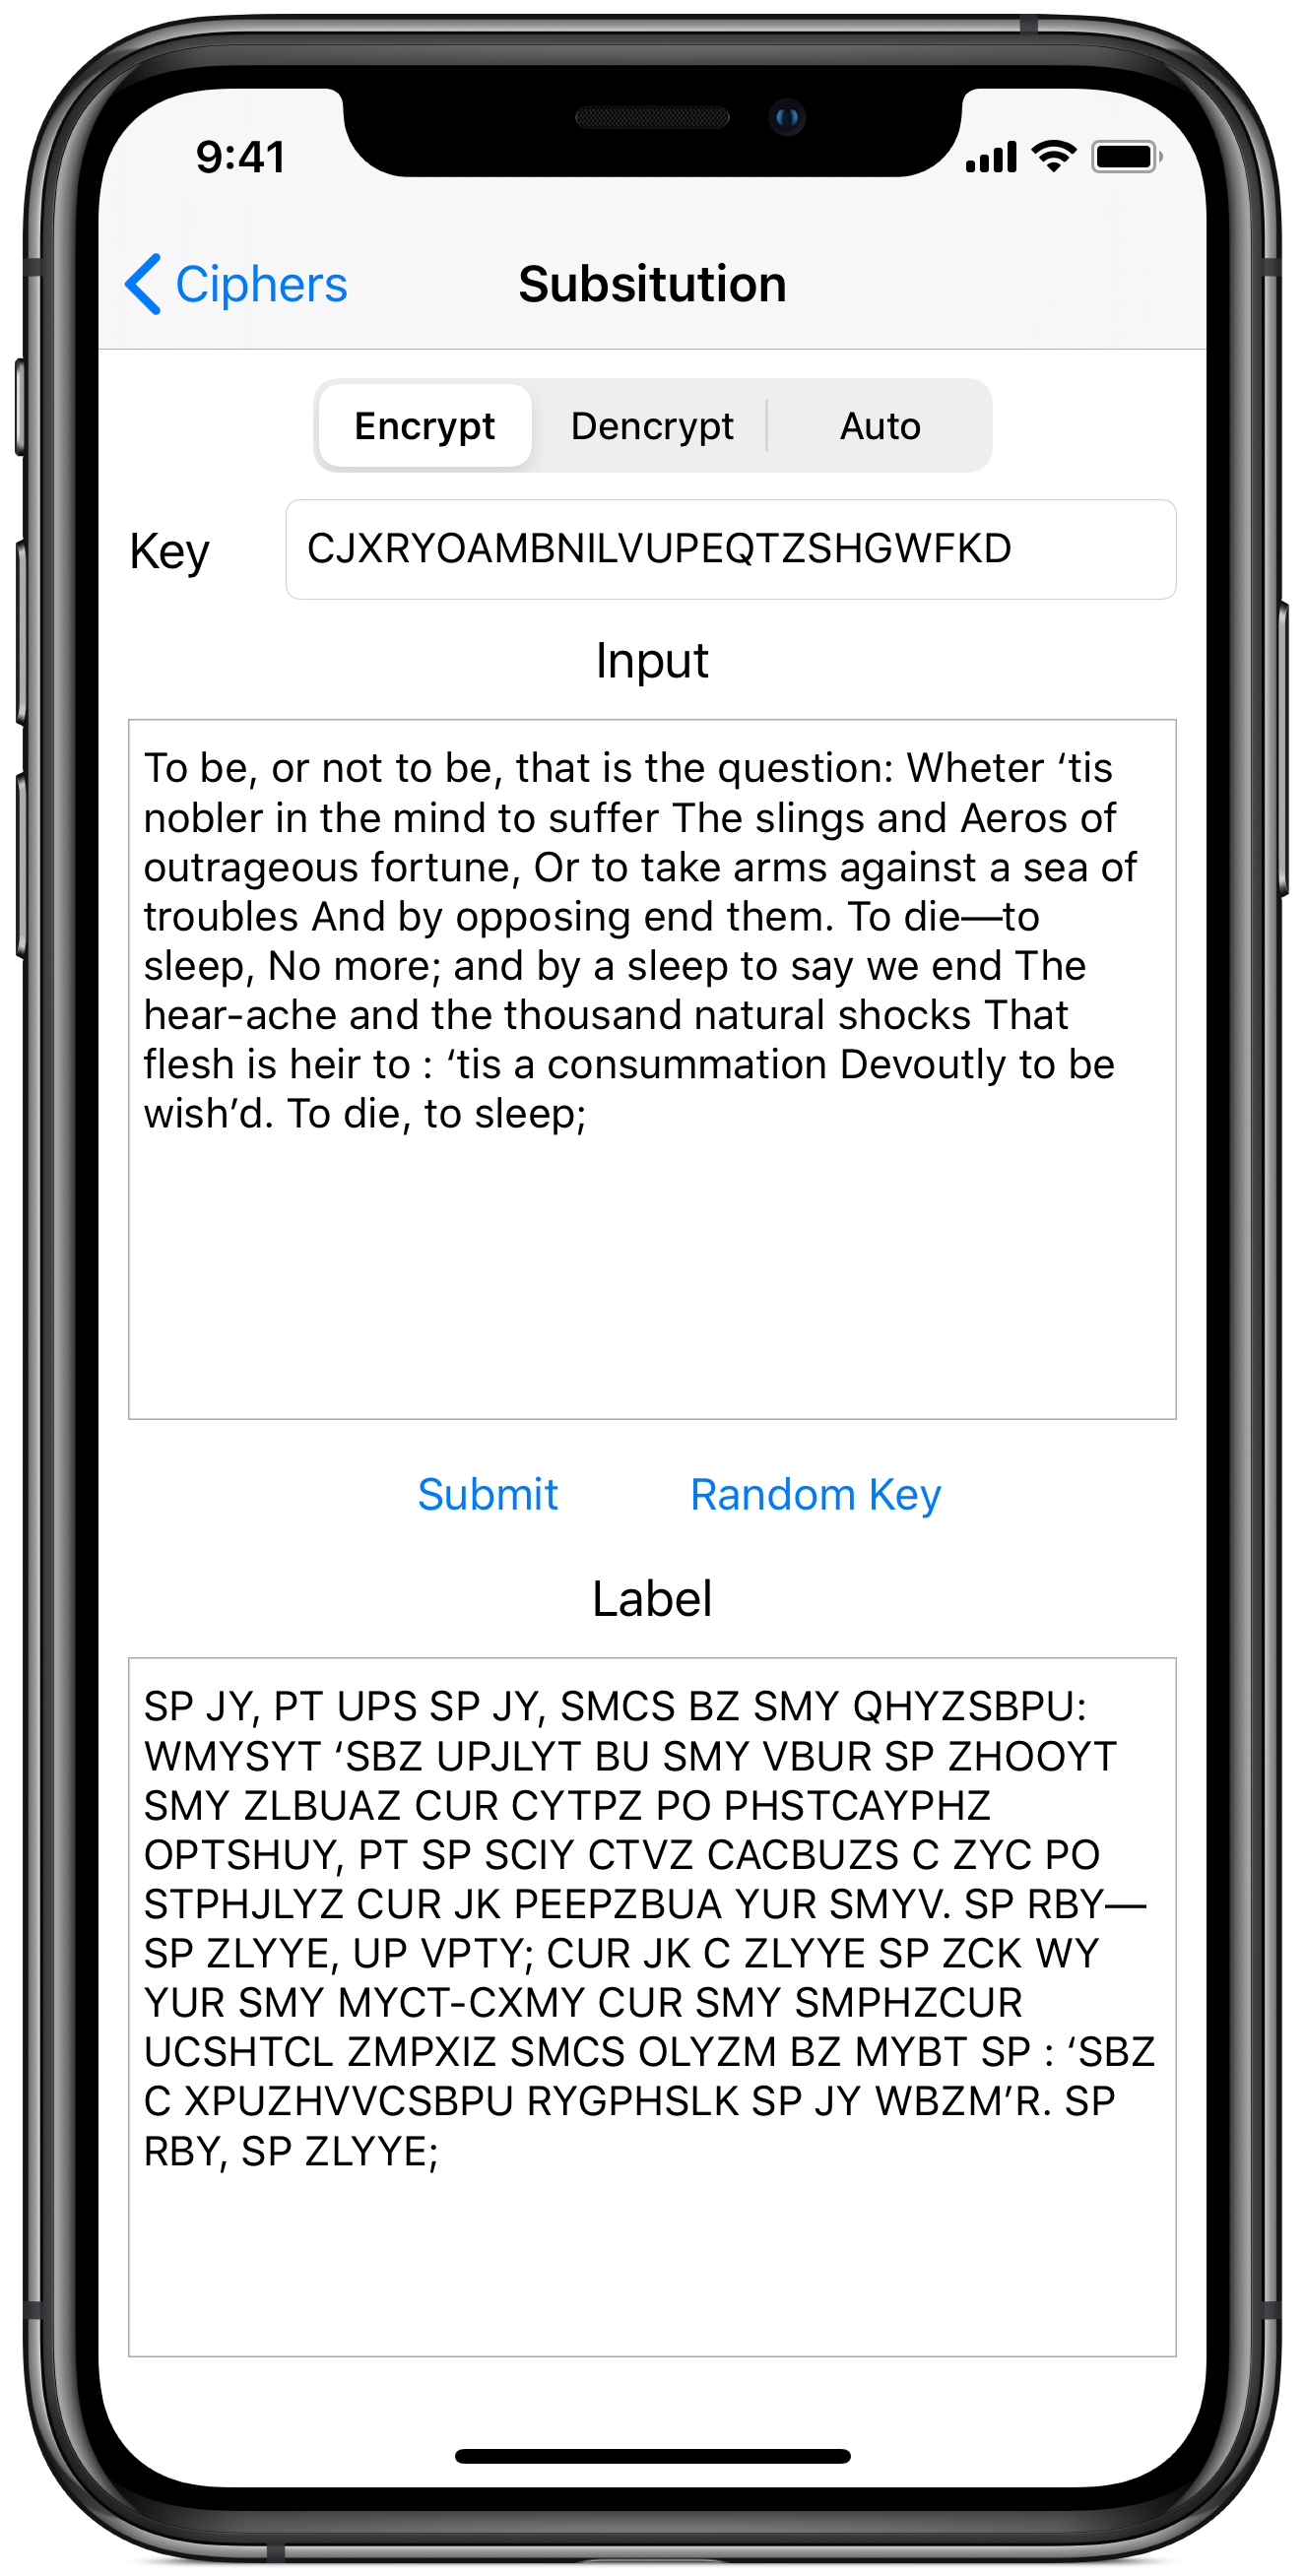 9:41
Ciphers
Subsitution
Encrypt Dencrypt Auto
Key CJXRYOAMBNILVUPEQTZSHGWFKD
Input
To be, or not to be, that is the question: Wheter ‘tis
nobler in the mind to suffer The slings and Aeros of
outrageous fortune, Or to take arms against a sea of
troubles And by opposing end them. To die—to
sleep, No more; and by a sleep to say we end The
hear-ache and the thousand natural shocks That
flesh is heir to : ‘tis a consummation Devoutly to be
wish’d. To die, to sleep;
Submit Random Key
Label
SP JY, PT UPS SP JY, SMCS BZ SMY QHYZSBPU:
WMYSYT ‘SBZ UPJLYT BU SMY VBUR SP ZHOOYT
SMY ZLBUAZ CUR CYTPZ PO PHSTCAYPHZ
OPTSHUY, PT SP SCIY CTVZ CACBUZS C ZYC PO
STPHJLYZ CUR JK PEEPZBUA YUR SMYV. SP RBY—
SP ZLYYE, UP VPTY; CUR JK C ZLYYE SP ZCK WY
YUR SMY MYCT-CXMY CUR SMY SMPHZCUR
UCSHTCL ZMPXIZ SMCS OLYZM BZ MYBT SP : ‘SBZ
C XPUZHVVCSBPU RYGPHSLK SP JY WBZM’R. SP
RBY, SP ZLYYE;